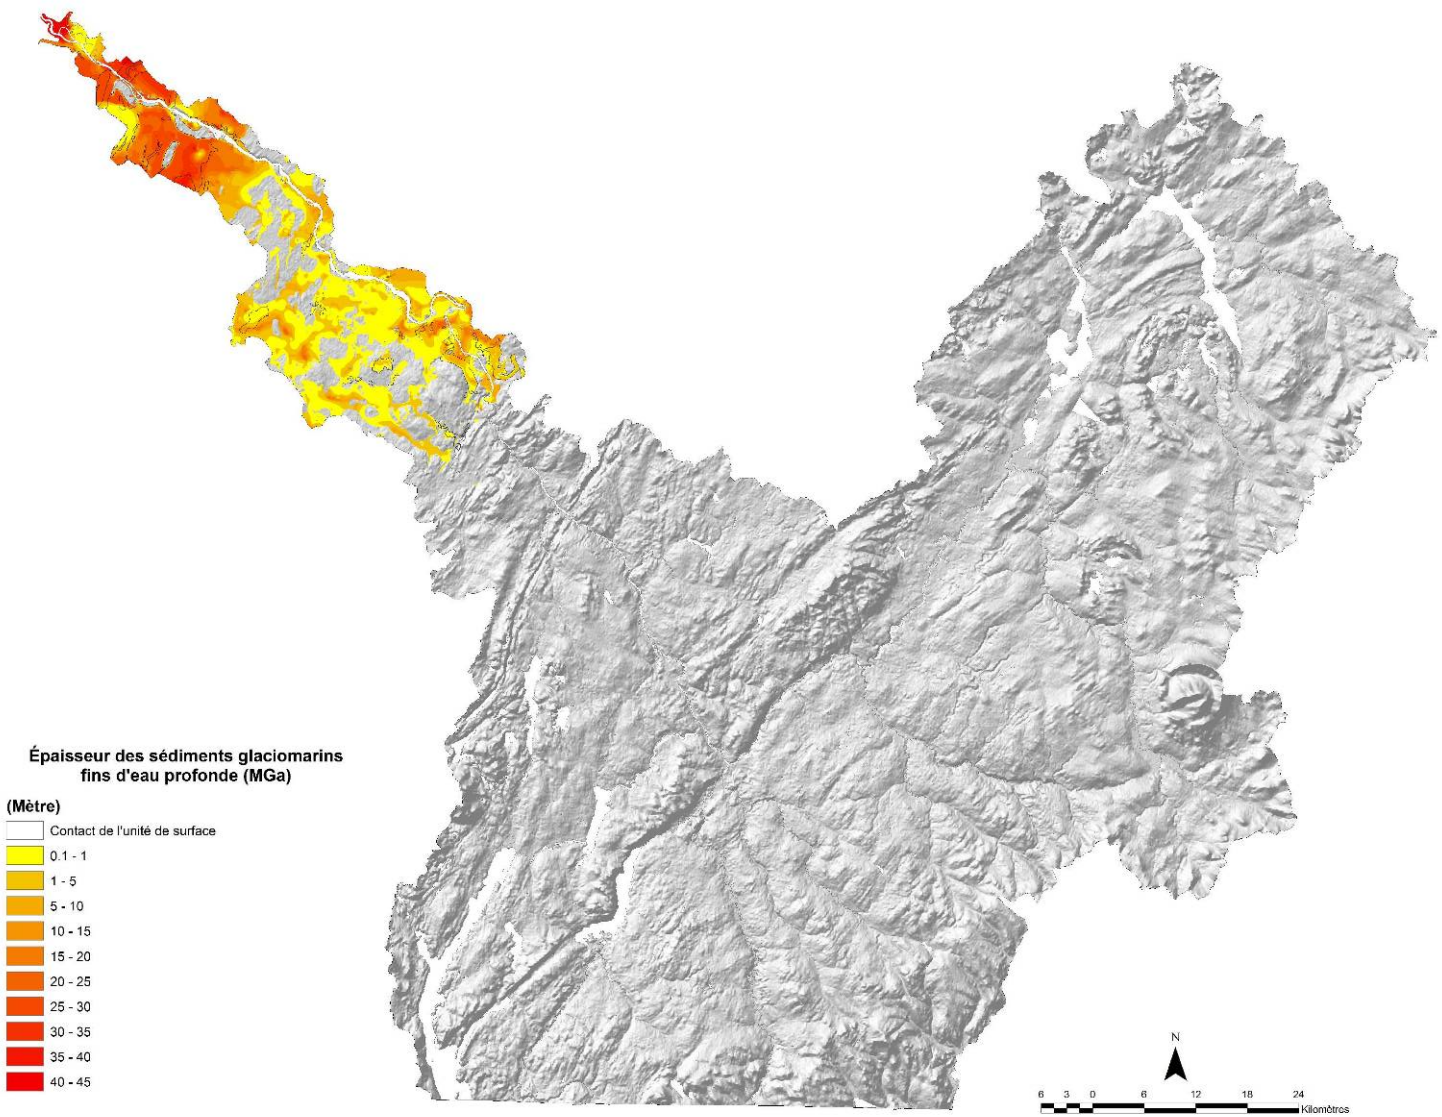 Épaisseur des sédiments glaciomarins
fins d'eau profonde (MGa)
(Mètre)
Contact de l'unité de surface
0.1 - 1
1 - 5
5 - 10
10 - 15
15 - 20
20 - 25
25 - 30
30 - 35
35 - 40
40 - 45
N
6 3 0 6 12 18 24
Kilomètres